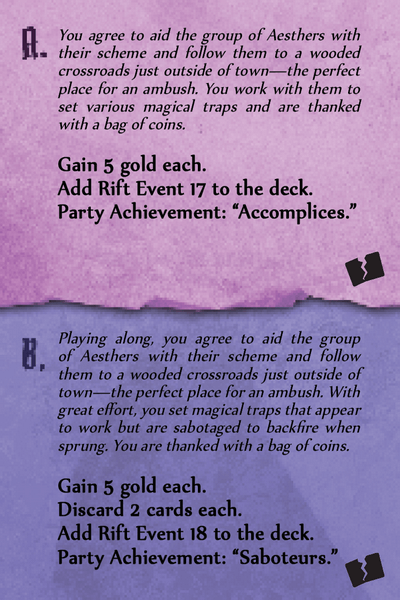 A.
You agree to aid the group of Aesthers with
their scheme and follow them to a wooded
crossroads just outside of town—the perfect
place for an ambush. You work with them to
set various magical traps and are thanked
with a bag of coins.
Gain 5 gold each.
Add Rift Event 17 to the deck.
Party Achievement: “Accomplices.”
B.
Playing along, you agree to aid the group
of Aesthers with their scheme and follow
them to a wooded crossroads just outside of
town—the perfect place for an ambush. With
great effort, you set magical traps that appear
to work but are sabotaged to backfire when
sprung. You are thanked with a bag of coins.
Gain 5 gold each.
Discard 2 cards each.
Add Rift Event 18 to the deck.
Party Achievement: “Saboteurs.”